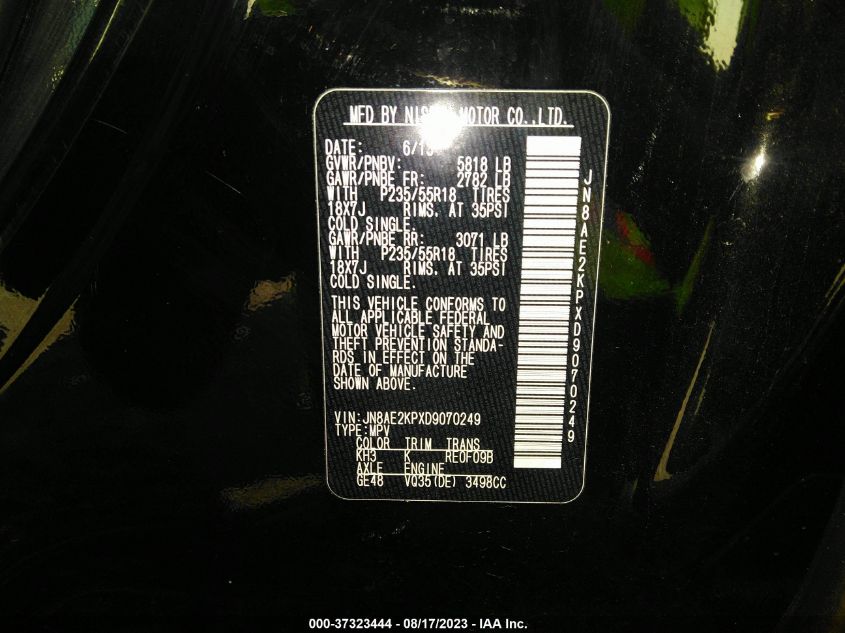 MFD BY MOTOR CO.,LTD.
DATE: 6/13
GVWR/PNBV: 5818 LB
GAWR/PNBE FR: 2782 LB
WITH P235/55R18 TIRES
18X7J RIMS. AT 35PSI
COLD SINGLE.
GAWR/PNBE RR: 3071 LB
WITH P235/55R18 TIRES
18X7J RIMS. AT 35PSI
COLD SINGLE.
THIS VEHICLE CONFORMS TO
ALL APPLICABLE FEDERAL
MOTOR VEHICLE SAFETY AND
THEFT PREVENTION STANDA-
RDS IN EFFECT ON THE
DATE OF MANUFACTURE
SHOWN ABOVE.
VIN:JN8AE2KPXD9070249
TYPE:MPV
COLOR TRIM TRANS
KH3 K RE0F09B
AXLE ENGINE
GE48 VQ35(DE) 3498CC
JN8AE2KPXD9070249
000-37323444 - 08/17/2023 - IAA Inc.